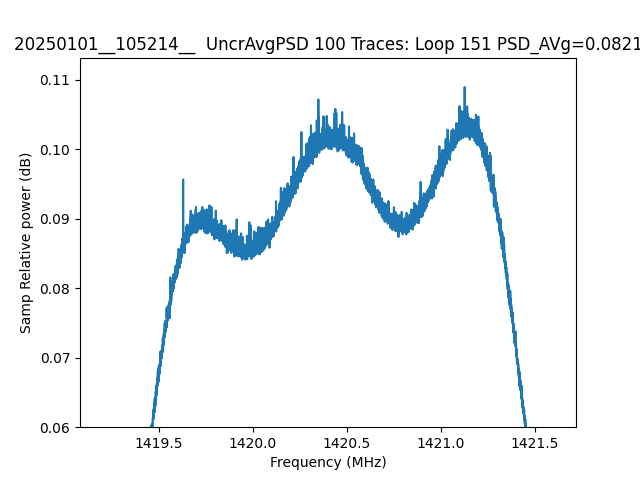 20250101__105214__ UncrAvgPSD 100 Traces: Loop 151 PSD_AVg=0.0821
0.11
0.10
0.09
0.08
0.07
0.06
Samp Relative power (dB)
1419.5 1420.0 1420.5 1421.0 1421.5
Frequency (MHz)